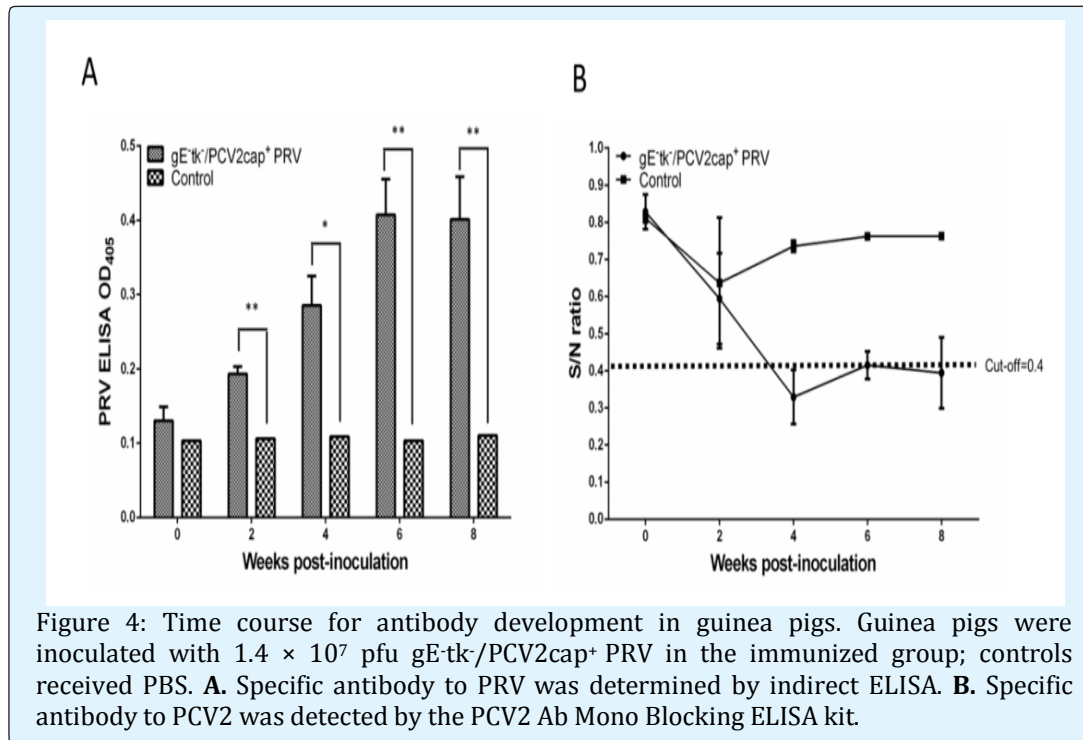 A
B
gE-tk-/PCV2cap+ PRV
Control
** * ** **
PRV ELISA OD405
0.5
0.4
0.3
0.2
0.1
0.0
0 2 4 6 8
Weeks post-inoculation
gE-tk-/PCV2cap+ PRV
Control
S/N ratio
1.0
0.9
0.8
0.7
0.6
0.5
0.4
0.3
0.2
0.1
0.0
Cut-off=0.4
0 2 4 6 8
Weeks post-inoculation
Figure 4: Time course for antibody development in guinea pigs. Guinea pigs were
inoculated with 1.4 × 10⁷ pfu gE-tk-/PCV2cap+ PRV in the immunized group; controls
received PBS. A. Specific antibody to PRV was determined by indirect ELISA. B. Specific
antibody to PCV2 was detected by the PCV2 Ab Mono Blocking ELISA kit.